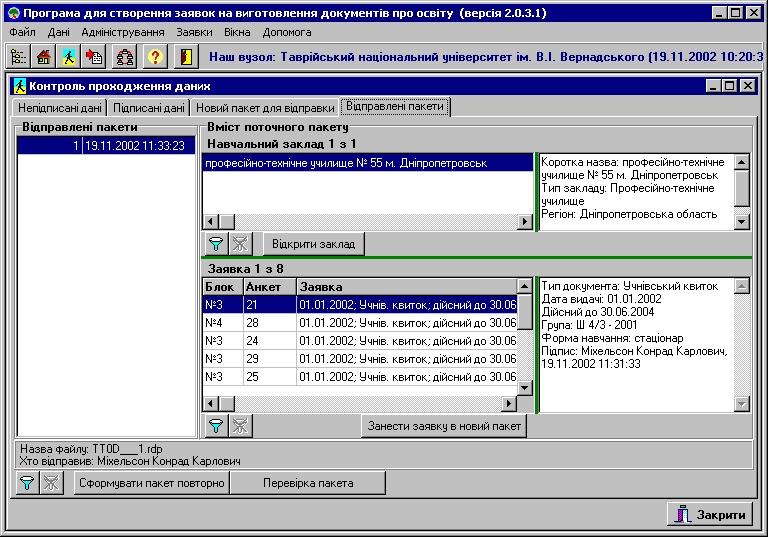 Програма для створення заявок на виготовлення документів про освіту (версія 2.0.3.1)
Файл Дані Адміністрування Заявки Вікна Допомога
Наш вузол: Таврійський національний університет ім. В.І. Вернадського (19.11.2002 10:20:3
Контроль проходження даних
Непідписані дані Підписані дані Новий пакет для відправки Відправлені пакети
Відправлені пакети
1 19.11.2002 11:33:23
Вміст поточного пакету
Навчальний заклад 1 з 1
професійно-технічне училище № 55 м. Дніпропетровськ
Коротка назва: професійно-технічне
училище № 55 м. Дніпропетровськ
Тип закладу: Професійно-технічне
училище
Регіон: Дніпропетровська область
Відкрити заклад
Заявка 1 з 8
Блок Анкет Заявка
№3 21 01.01.2002; Учнів. квиток; дійсний до 30.06
№4 28 01.01.2002; Учнів. квиток; дійсний до 30.06
№3 24 01.01.2002; Учнів. квиток; дійсний до 30.06
№3 29 01.01.2002; Учнів. квиток; дійсний до 30.06
№3 25 01.01.2002; Учнів. квиток; дійсний до 30.06
Тип документа: Учнівський квиток
Дата видачі: 01.01.2002
Дійсний до 30.06.2004
Група: Ш 4/3 - 2001
Форма навчання: стаціонар
Підпис: Міхельсон Конрад Карлович,
19.11.2002 11:31:33
Занести заявку в новий пакет
Назва файлу: TT0D___1.rdp
Хто відправив: Міхельсон Конрад Карлович
Сформувати пакет повторно Перевірка пакета
Закрити